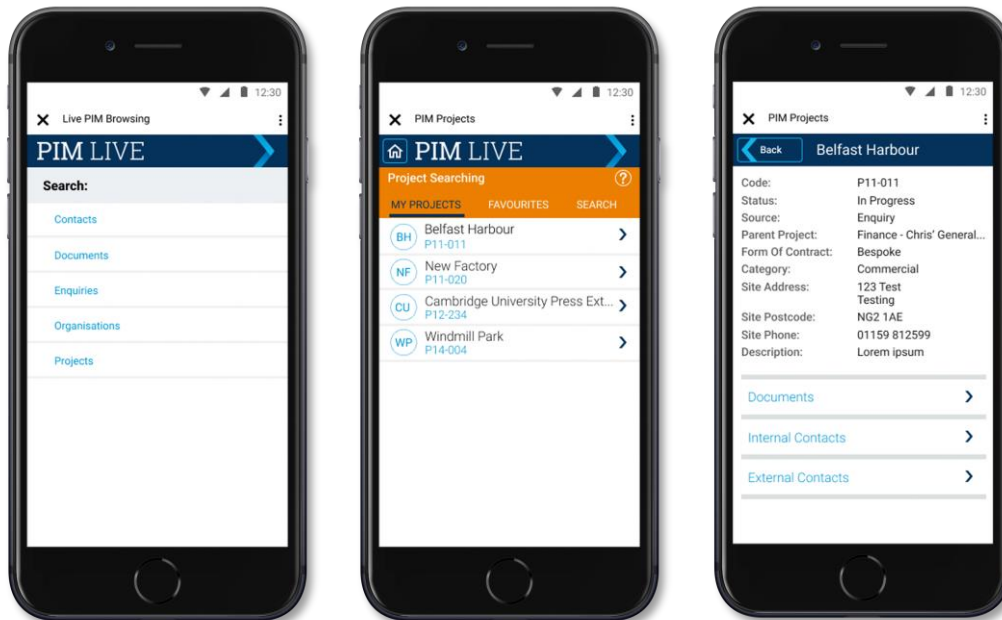 12:30
Live PIM Browsing
PIM LIVE
Search:
Contacts
Documents
Enquiries
Organisations
Projects
12:30
PIM Projects
PIM LIVE
Project Searching ?
MY PROJECTS FAVOURITES SEARCH
BH Belfast Harbour
P11-011
NF New Factory
P11-020
CU Cambridge University Press Ext...
P12-234
WP Windmill Park
P14-004
12:30
PIM Projects
Back Belfast Harbour
Code: P11-011
Status: In Progress
Source: Enquiry
Parent Project: Finance - Chris' General...
Form Of Contract: Bespoke
Category: Commercial
Site Address: 123 Test
Testing
Site Postcode: NG2 1AE
Site Phone: 01159 812599
Description: Lorem ipsum
Documents
Internal Contacts
External Contacts